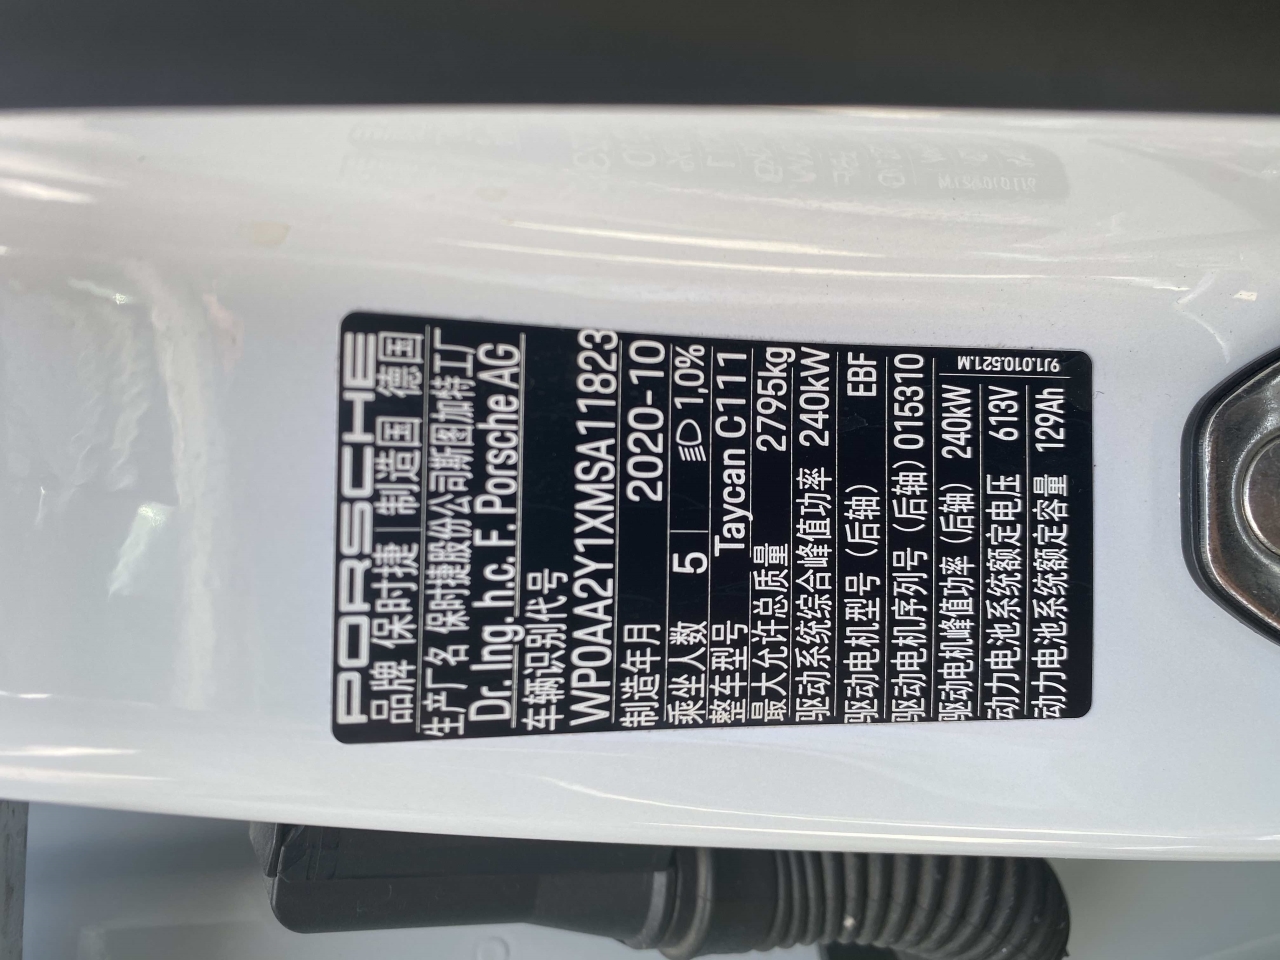 PORSCHE
品牌 保时捷 制造国 德国
生产厂名 保时捷股份公司斯图加特工厂
Dr. Ing. h.c. F. Porsche AG
车辆识别代号
WP0AA2Y1XMSA11823
制造年月 2020-10
乘坐人数 5 1,0%
整车型号 Taycan C111
最大允许总质量 2795kg
驱动系统综合峰值功率 240kW
驱动电机型号（后轴） EBF
驱动电机序列号（后轴）015310
驱动电机峰值功率（后轴） 240kW
动力电池系统额定电压 613V
动力电池系统额定容量 129Ah
9J1.010.521.M